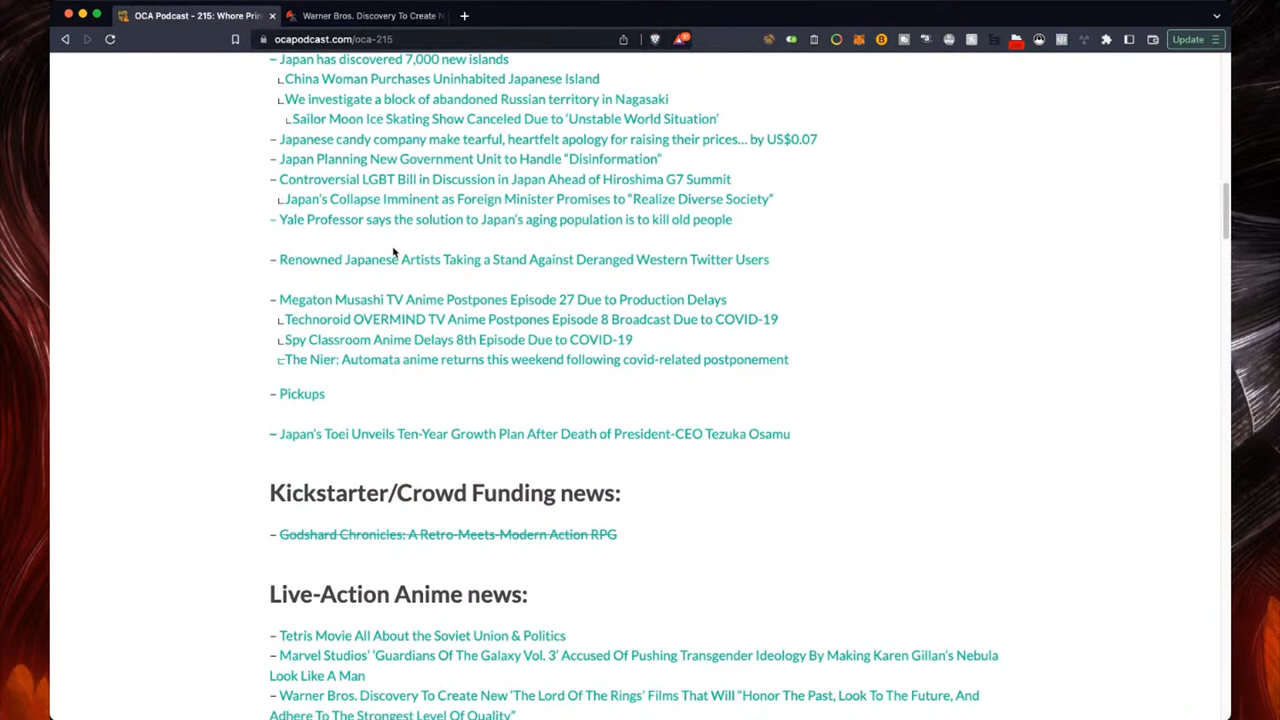 OCA Podcast - 215: Whore Prin
Warner Bros. Discovery To Create N
ocapodcast.com/oca-215
Update
– Japan has discovered 7,000 new islands
China Woman Purchases Uninhabited Japanese Island
We investigate a block of abandoned Russian territory in Nagasaki
Sailor Moon Ice Skating Show Canceled Due to ‘Unstable World Situation’
– Japanese candy company make tearful, heartfelt apology for raising their prices… by US$0.07
– Japan Planning New Government Unit to Handle “Disinformation”
– Controversial LGBT Bill in Discussion in Japan Ahead of Hiroshima G7 Summit
Japan’s Collapse Imminent as Foreign Minister Promises to “Realize Diverse Society”
– Yale Professor says the solution to Japan’s aging population is to kill old people
– Renowned Japanese Artists Taking a Stand Against Deranged Western Twitter Users
– Megaton Musashi TV Anime Postpones Episode 27 Due to Production Delays
Technoroid OVERMIND TV Anime Postpones Episode 8 Broadcast Due to COVID-19
Spy Classroom Anime Delays 8th Episode Due to COVID-19
The Nier: Automata anime returns this weekend following covid-related postponement
– Pickups
– Japan’s Toei Unveils Ten-Year Growth Plan After Death of President-CEO Tezuka Osamu
Kickstarter/Crowd Funding news:
– Godshard Chronicles: A Retro-Meets-Modern Action RPG
Live-Action Anime news:
– Tetris Movie All About the Soviet Union & Politics
– Marvel Studios’ ‘Guardians Of The Galaxy Vol. 3’ Accused Of Pushing Transgender Ideology By Making Karen Gillan’s Nebula
Look Like A Man
– Warner Bros. Discovery To Create New ‘The Lord Of The Rings’ Films That Will “Honor The Past, Look To The Future, And
Adhere To The Strongest Level Of Quality”